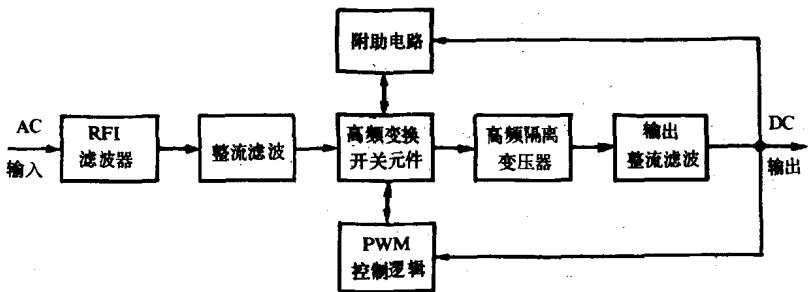 附助电路
AC
输入
RFI
滤波器
整流滤波
高频变换
开关元件
高频隔离
变压器
输出
整流滤波
DC
输出
PWM
控制逻辑